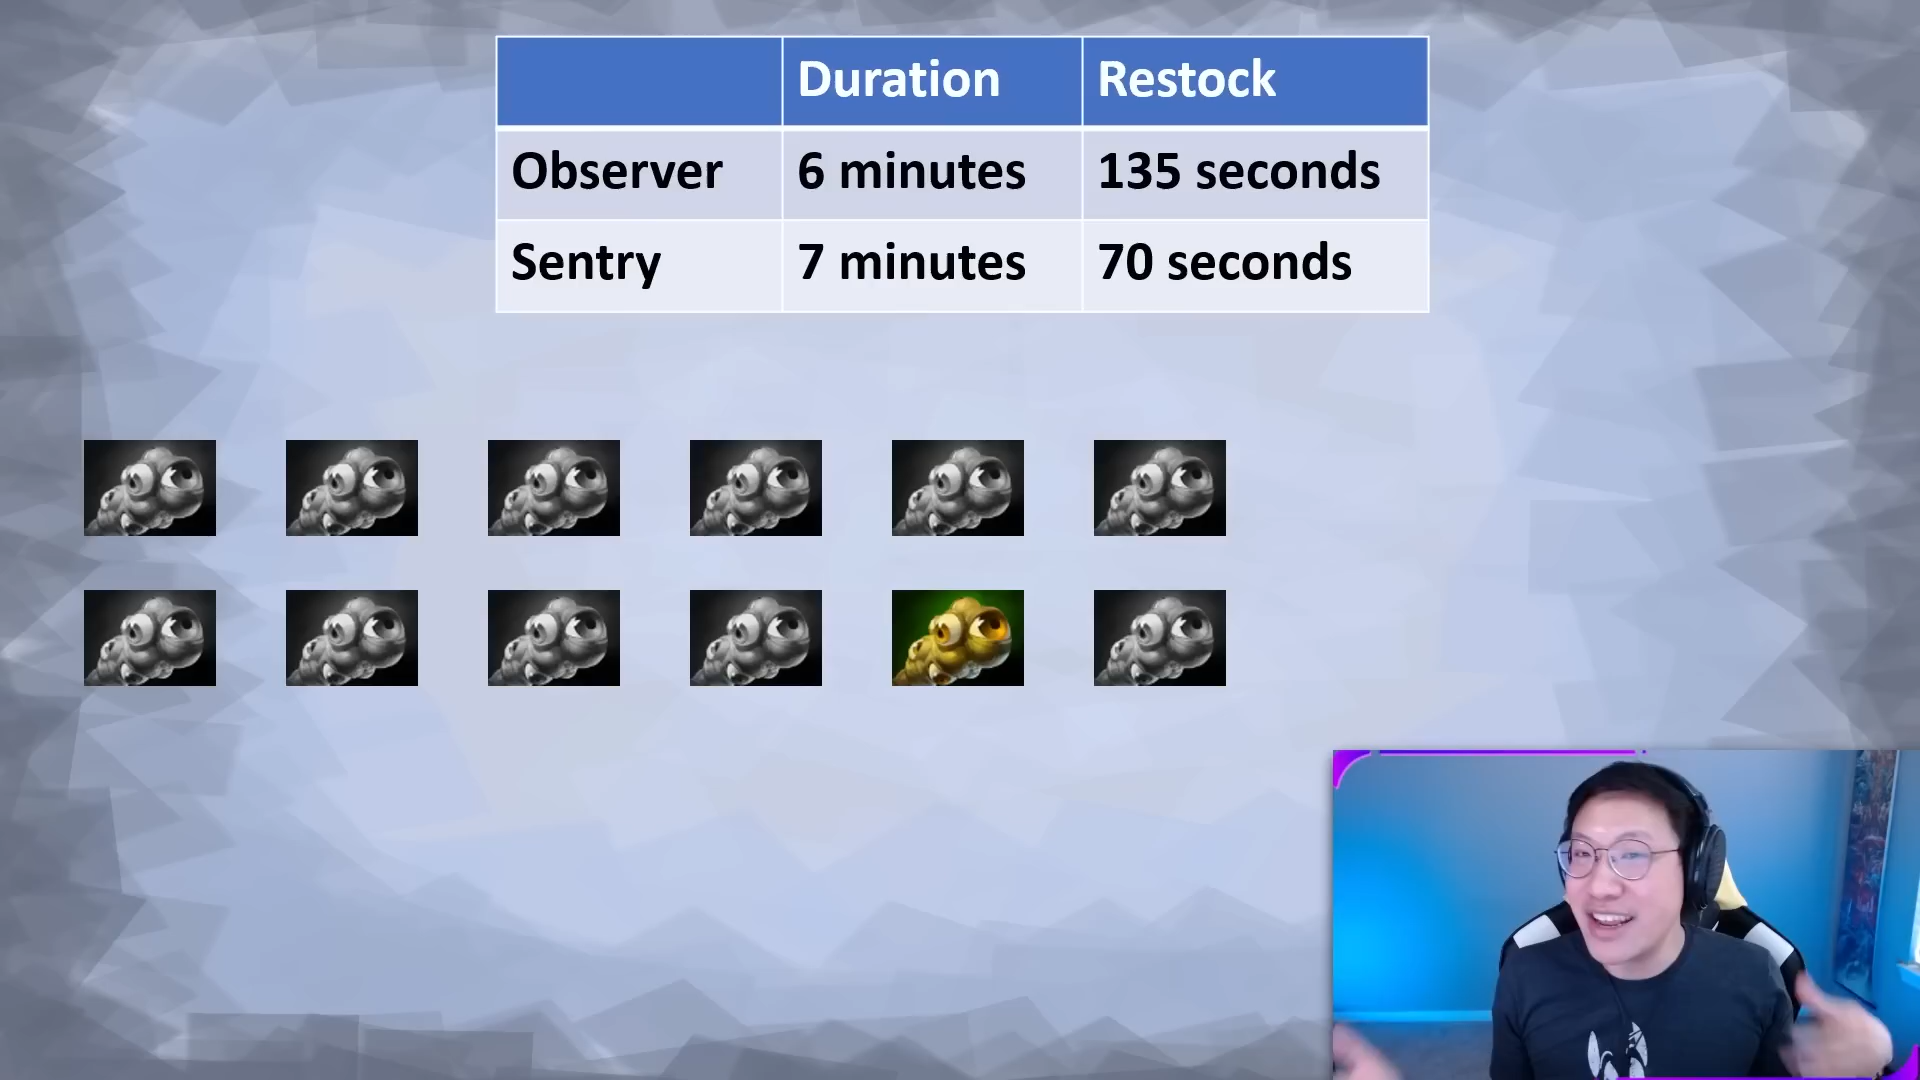 Duration Restock
Observer 6 minutes 135 seconds
Sentry 7 minutes 70 seconds